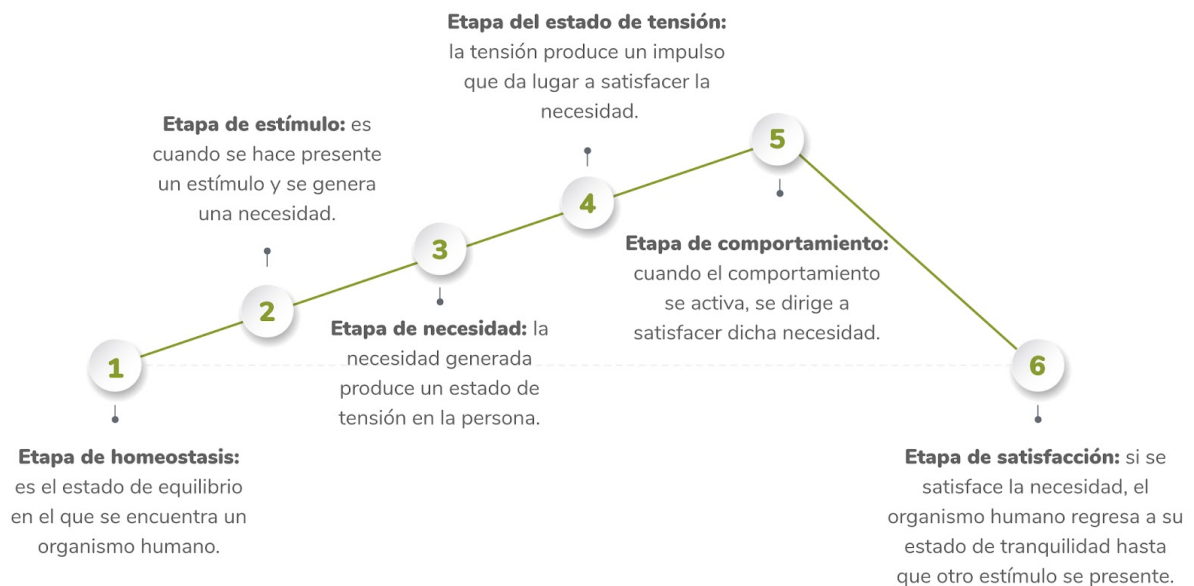 1
Etapa de homeostasis:
es el estado de equilibrio
en el que se encuentra un
organismo humano.
Etapa de estímulo: es
cuando se hace presente
un estímulo y se genera
una necesidad.
2
3
Etapa de necesidad: la
necesidad generada
produce un estado de
tensión en la persona.
Etapa del estado de tensión:
la tensión produce un impulso
que da lugar a satisfacer la
necesidad.
4
5
Etapa de comportamiento:
cuando el comportamiento
se activa, se dirige a
satisfacer dicha necesidad.
6
Etapa de satisfacción: si se
satisface la necesidad, el
organismo humano regresa a su
estado de tranquilidad hasta
que otro estímulo se presente.